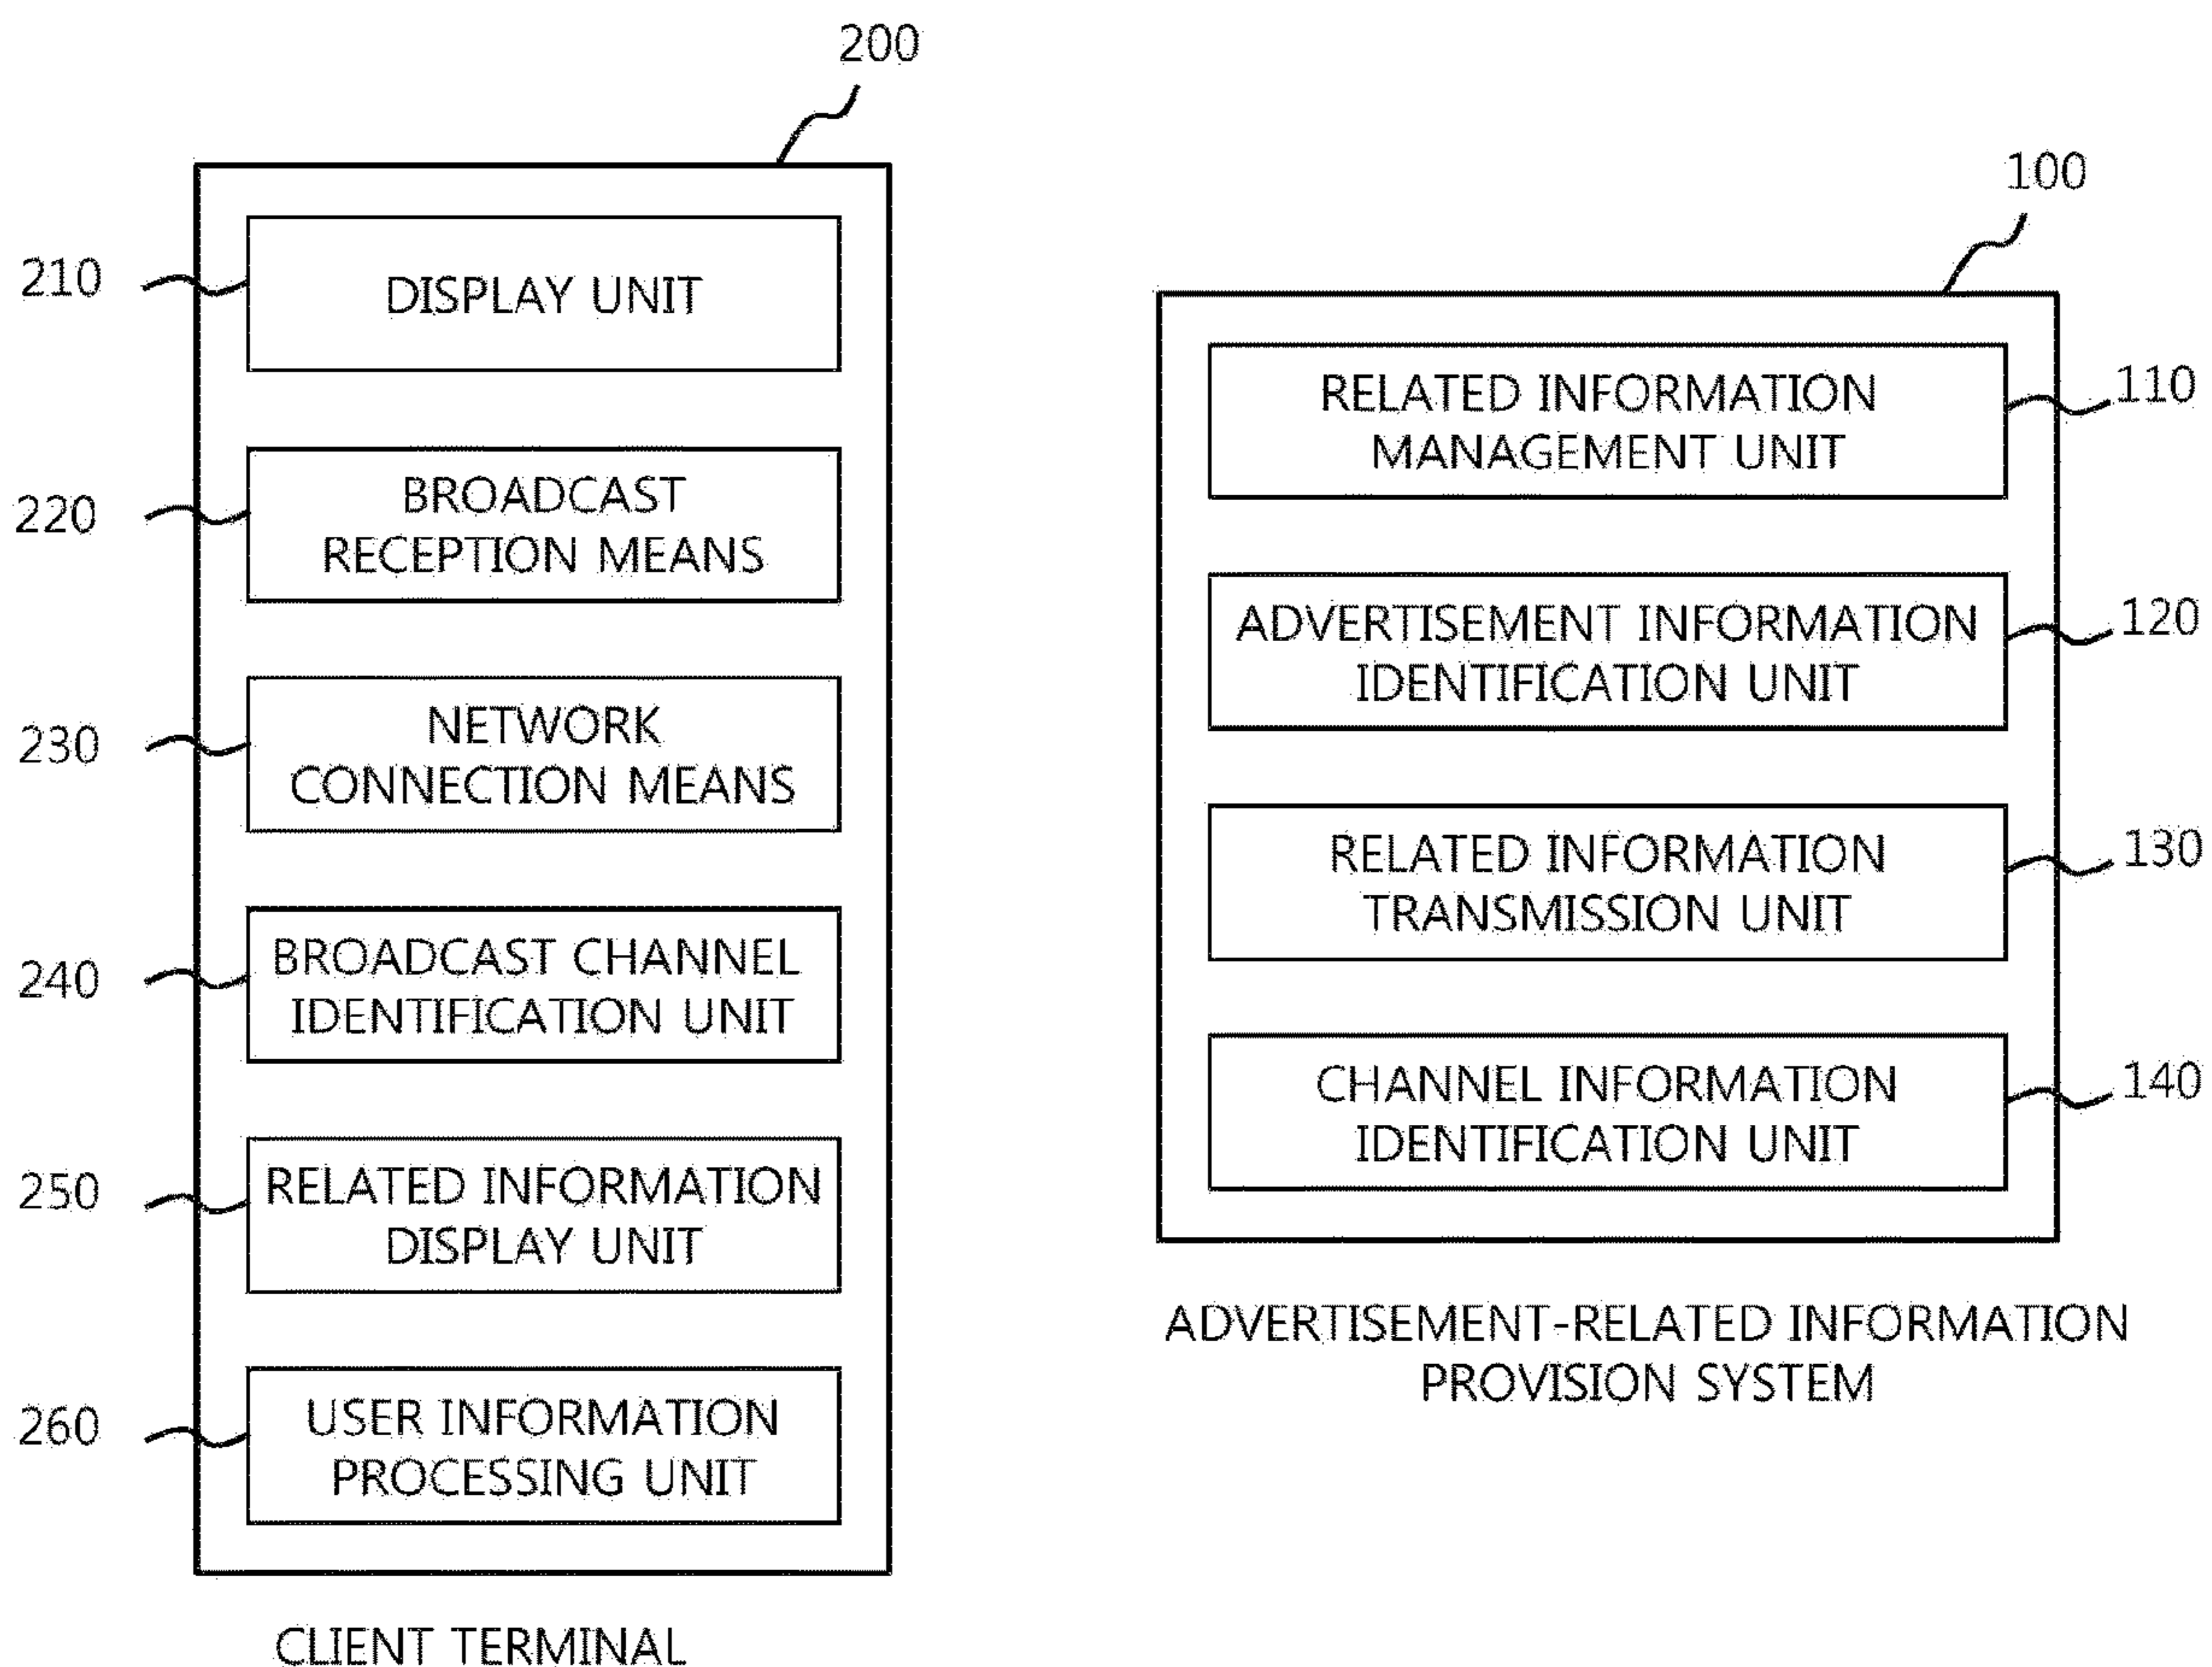 200
210
DISPLAY UNIT
220
BROADCAST
RECEPTION MEANS
230
NETWORK
CONNECTION MEANS
240
BROADCAST CHANNEL
IDENTIFICATION UNIT
250
RELATED INFORMATION
DISPLAY UNIT
260
USER INFORMATION
PROCESSING UNIT
CLIENT TERMINAL
100
RELATED INFORMATION
MANAGEMENT UNIT
110
ADVERTISEMENT INFORMATION
IDENTIFICATION UNIT
120
RELATED INFORMATION
TRANSMISSION UNIT
130
CHANNEL INFORMATION
IDENTIFICATION UNIT
140
ADVERTISEMENT-RELATED INFORMATION
PROVISION SYSTEM